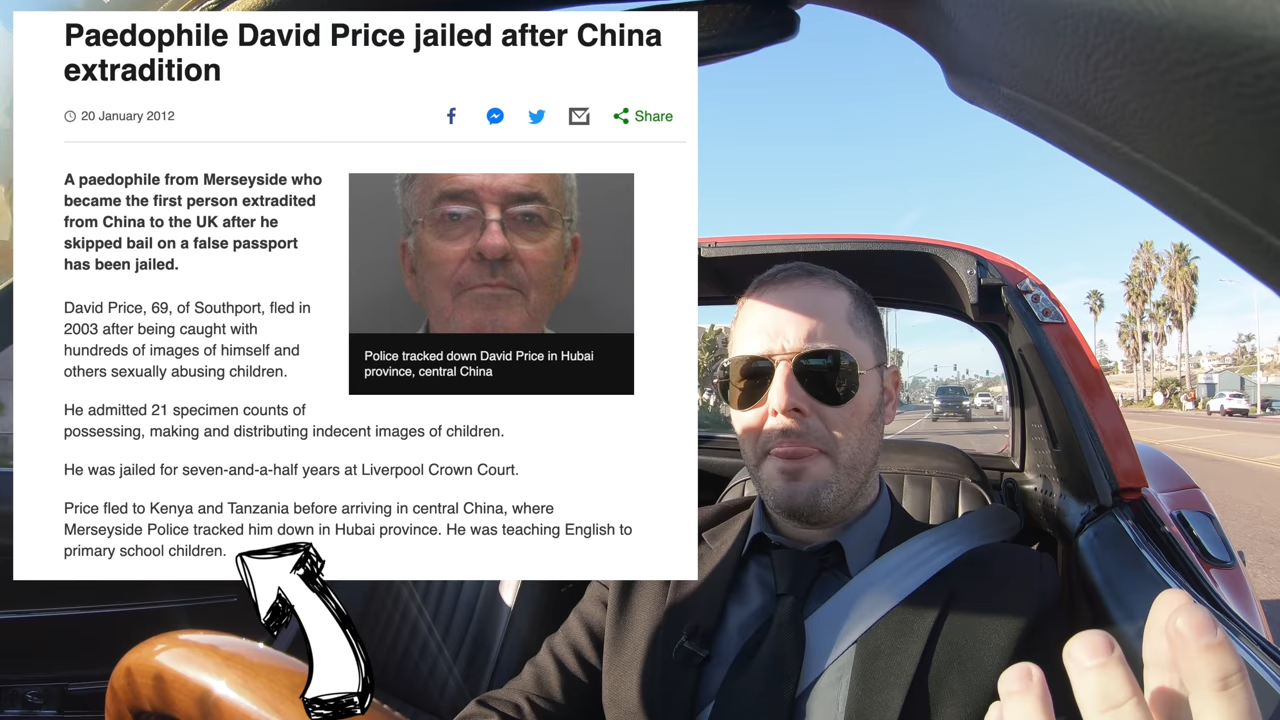 Paedophile David Price jailed after China
extradition
20 January 2012
Share
A paedophile from Merseyside who
became the first person extradited
from China to the UK after he
skipped bail on a false passport
has been jailed.
Police tracked down David Price in Hubai
province, central China
David Price, 69, of Southport, fled in
2003 after being caught with
hundreds of images of himself and
others sexually abusing children.
He admitted 21 specimen counts of
possessing, making and distributing indecent images of children.
He was jailed for seven-and-a-half years at Liverpool Crown Court.
Price fled to Kenya and Tanzania before arriving in central China, where
Merseyside Police tracked him down in Hubai province. He was teaching English to
primary school children.